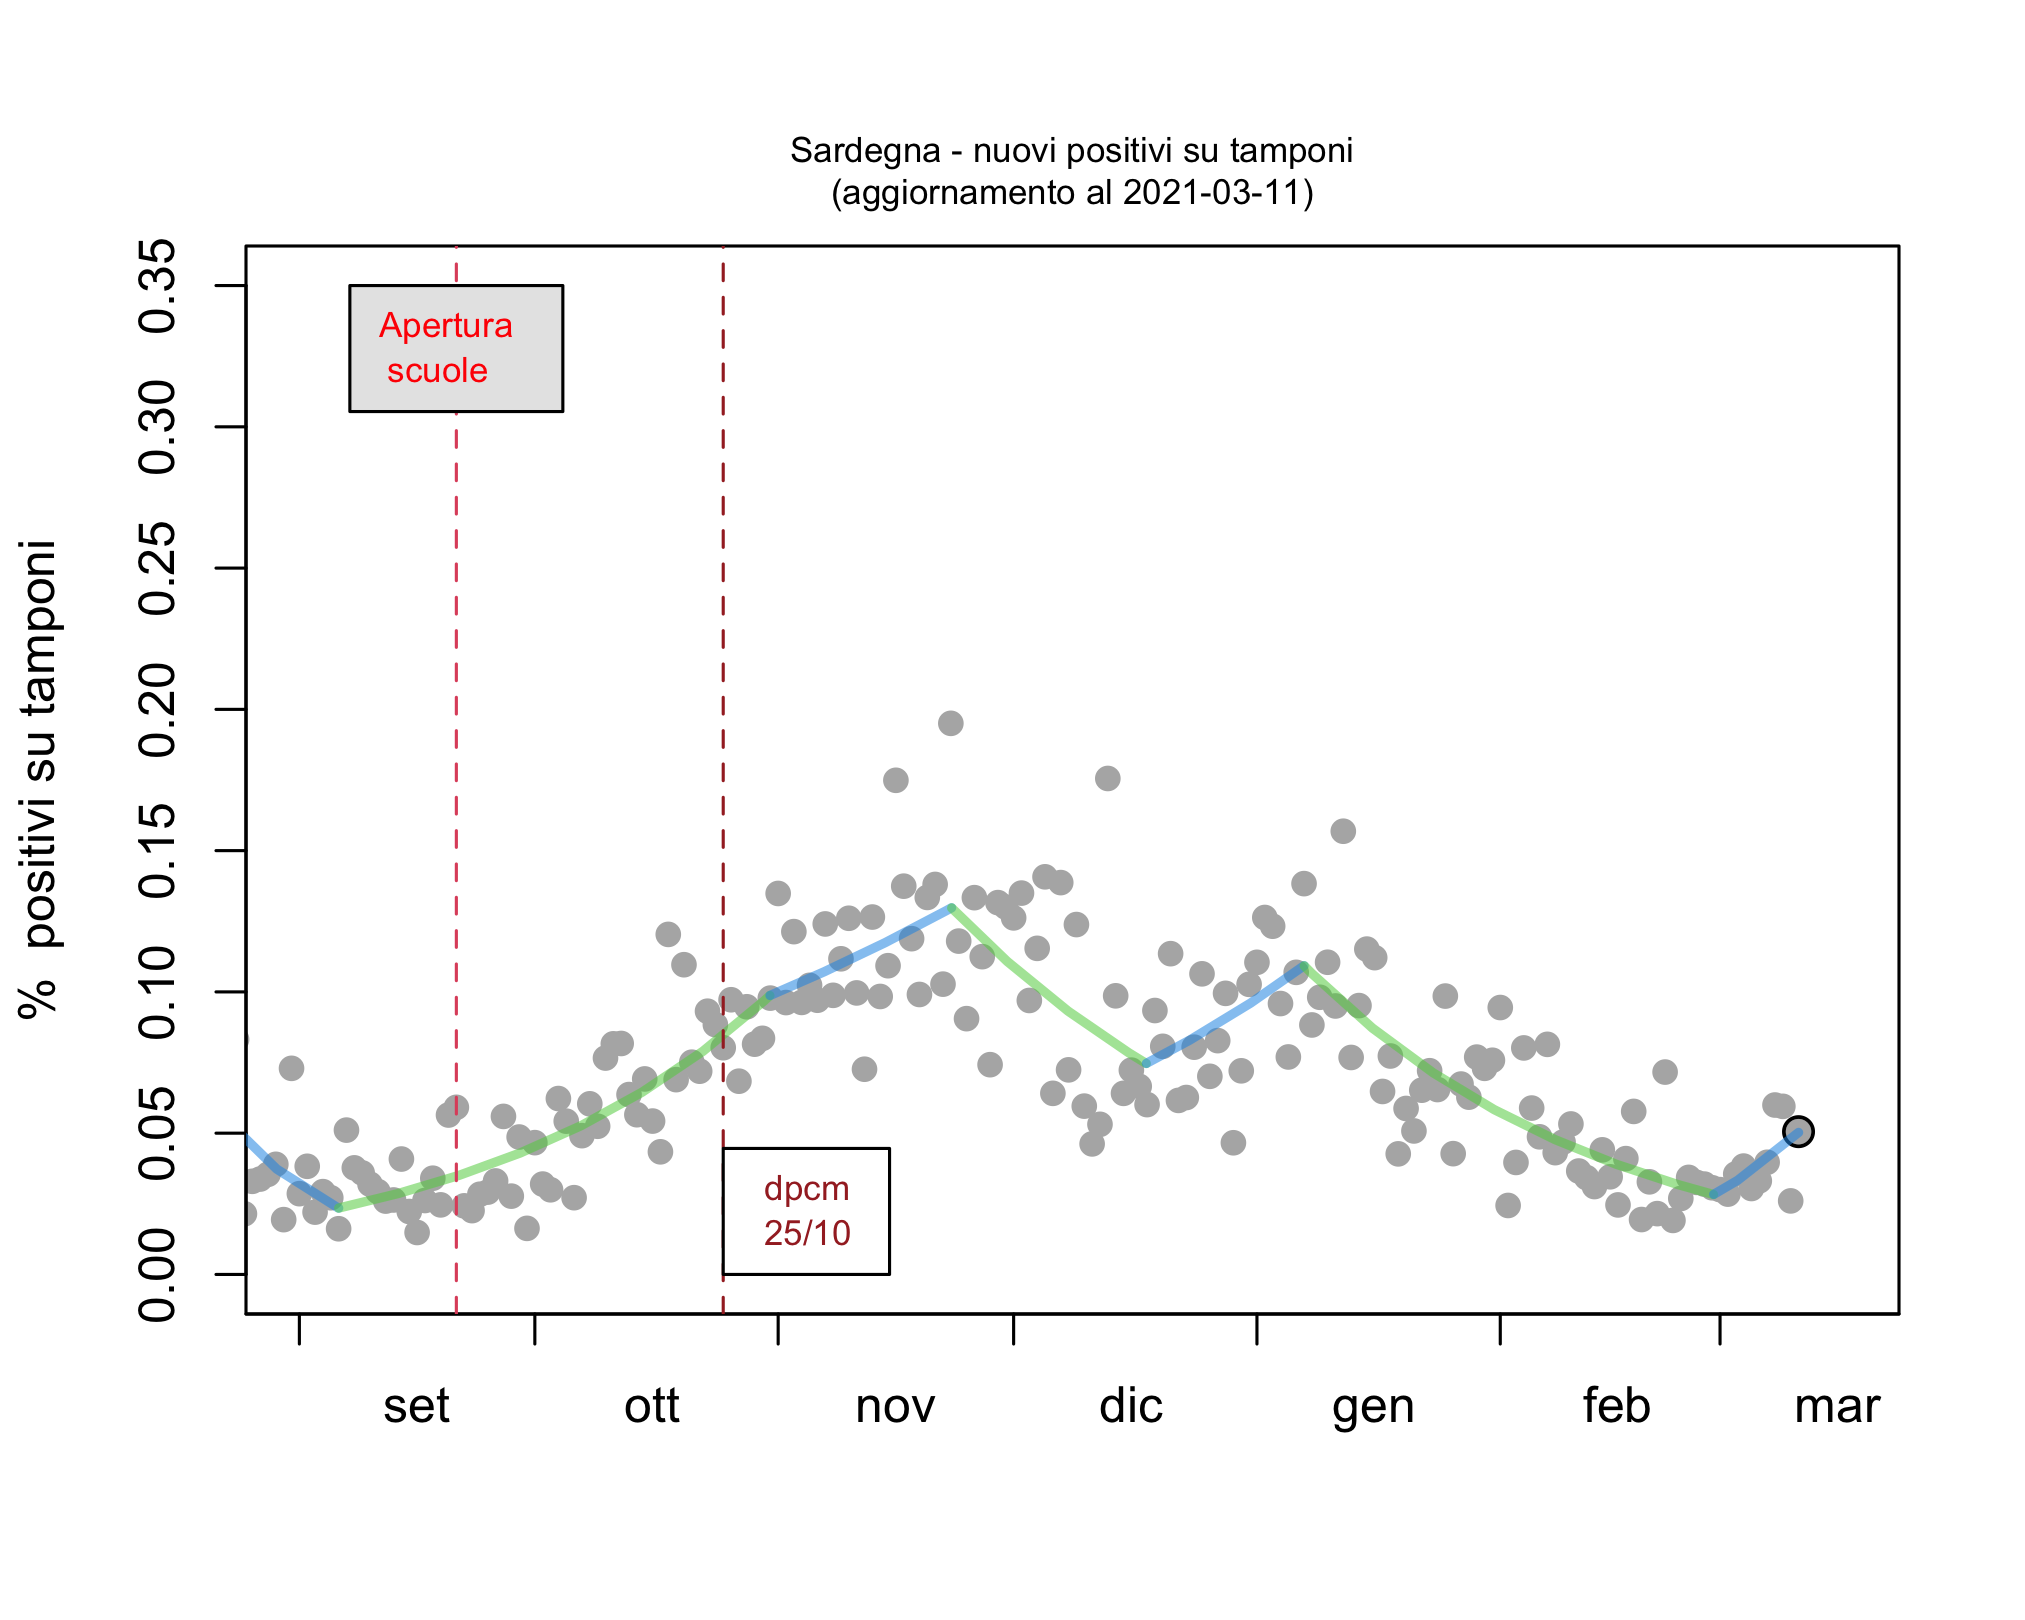 Sardegna - nuovi positivi su tamponi
(aggiornamento al 2021-03-11)
% positivi su tamponi
0.35
0.30
0.25
0.20
0.15
0.10
0.05
0.00
Apertura
scuole
dpcm
25/10
set ott nov dic gen feb mar